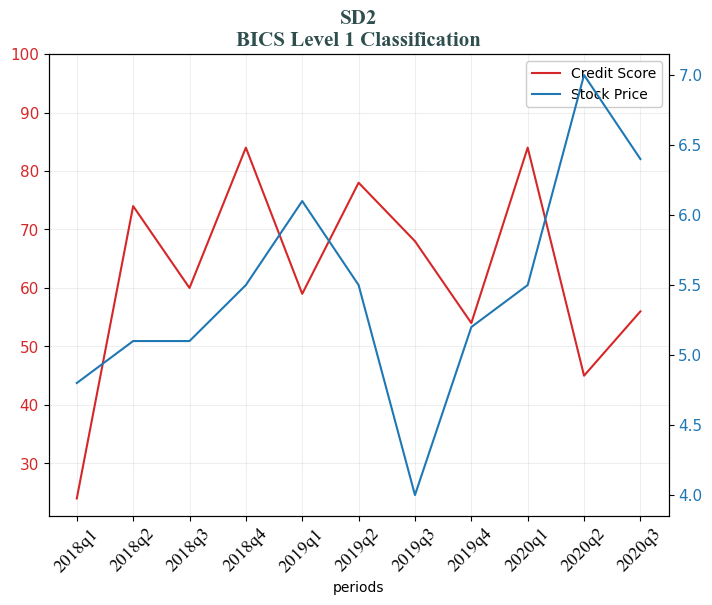 SD2
BICS Level 1 Classification
Credit Score
Stock Price
100
90
80
70
60
50
40
30
7.0
6.5
6.0
5.5
5.0
4.5
4.0
2018q1
2018q2
2018q3
2018q4
2019q1
2019q2
2019q3
2019q4
2020q1
2020q2
2020q3
periods